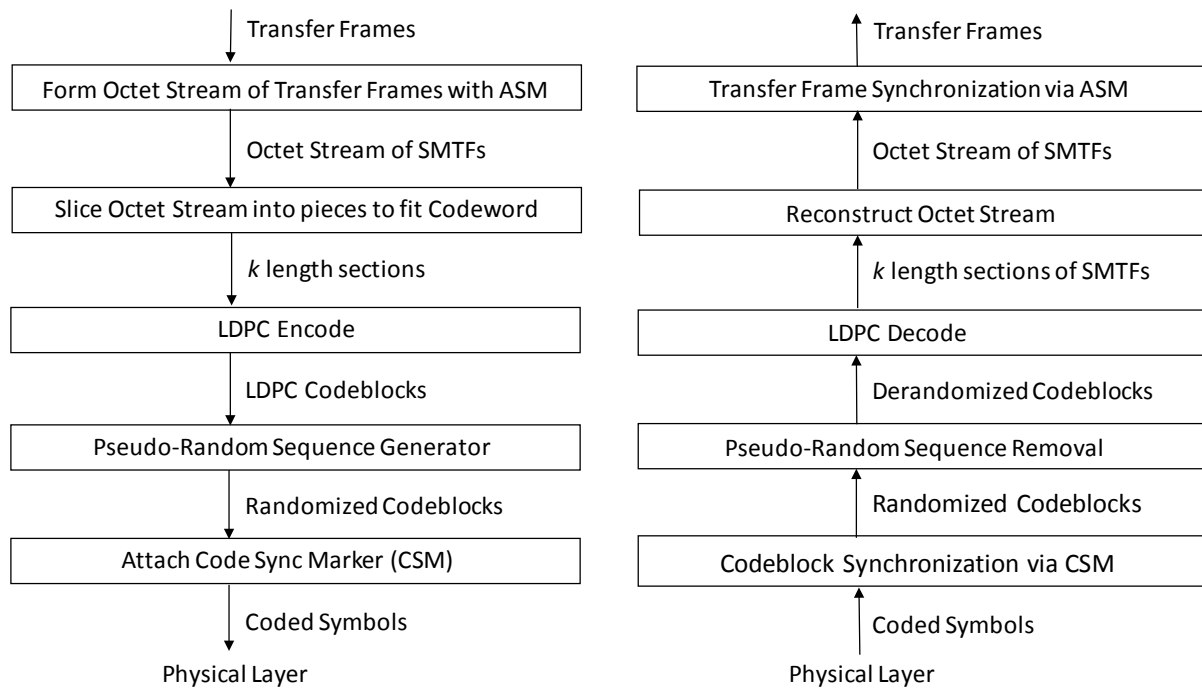 Transfer Frames
Form Octet Stream of Transfer Frames with ASM
Octet Stream of SMTFs
Slice Octet Stream into pieces to fit Codeword
k length sections
LDPC Encode
LDPC Codeblocks
Pseudo-Random Sequence Generator
Randomized Codeblocks
Attach Code Sync Marker (CSM)
Coded Symbols
Physical Layer
Transfer Frames
Transfer Frame Synchronization via ASM
Octet Stream of SMTFs
Reconstruct Octet Stream
k length sections of SMTFs
LDPC Decode
Derandomized Codeblocks
Pseudo-Random Sequence Removal
Randomized Codeblocks
Codeblock Synchronization via CSM
Coded Symbols
Physical Layer